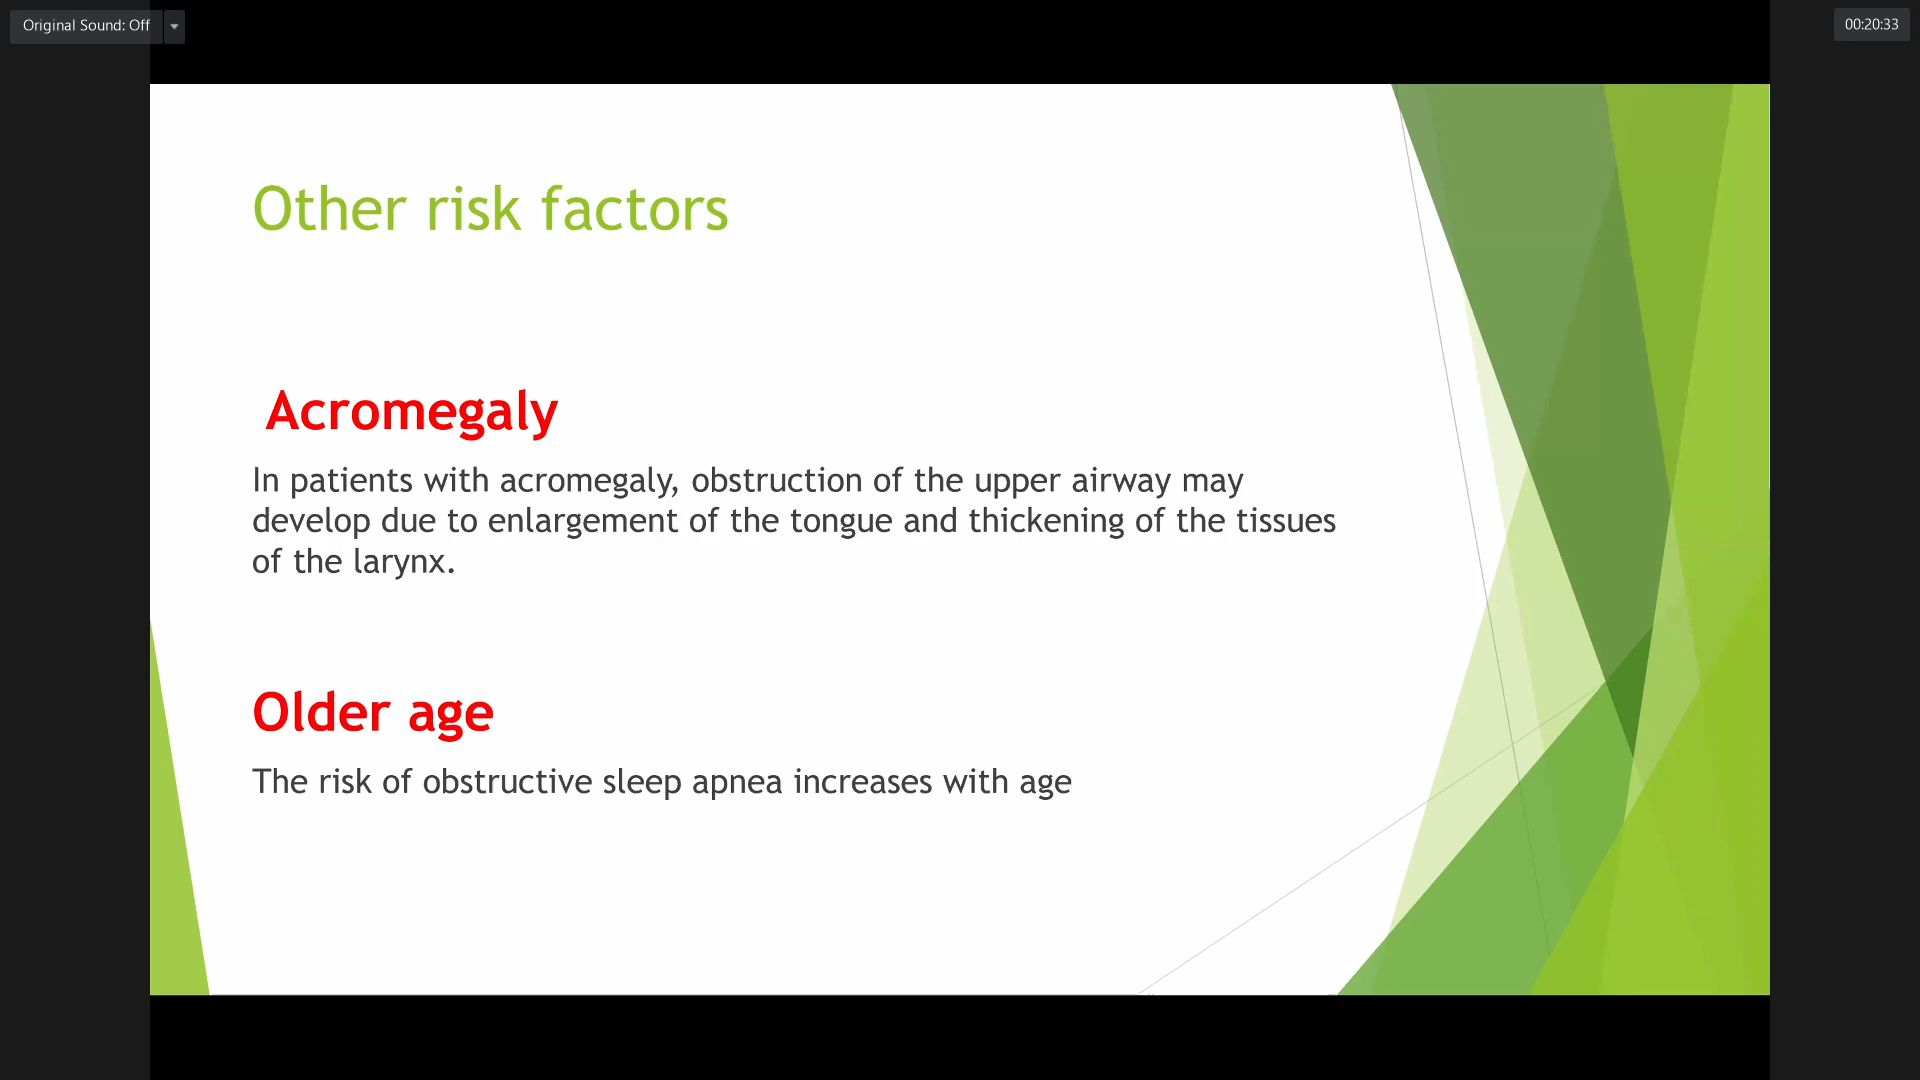 Original Sound: Off
00:20:33
Other risk factors
Acromegaly
In patients with acromegaly, obstruction of the upper airway may
develop due to enlargement of the tongue and thickening of the tissues
of the larynx.
Older age
The risk of obstructive sleep apnea increases with age